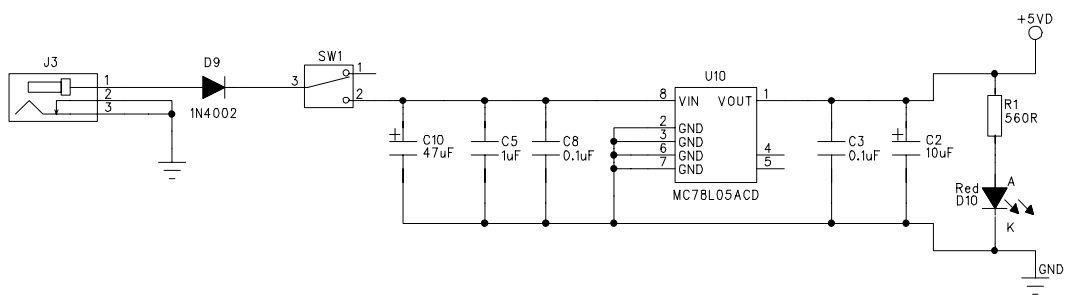 +5VD
J3
D9
SW1
1
2
3
1N4002
3
1
2
U10
8
VIN
VOUT
1
2
GND
3
GND
6
GND
7
GND
4
5
MC78L05ACD
+
C10
47uF
C5
1uF
C8
0.1uF
C3
0.1uF
+
C2
10uF
R1
560R
Red
D10
A
K
GND